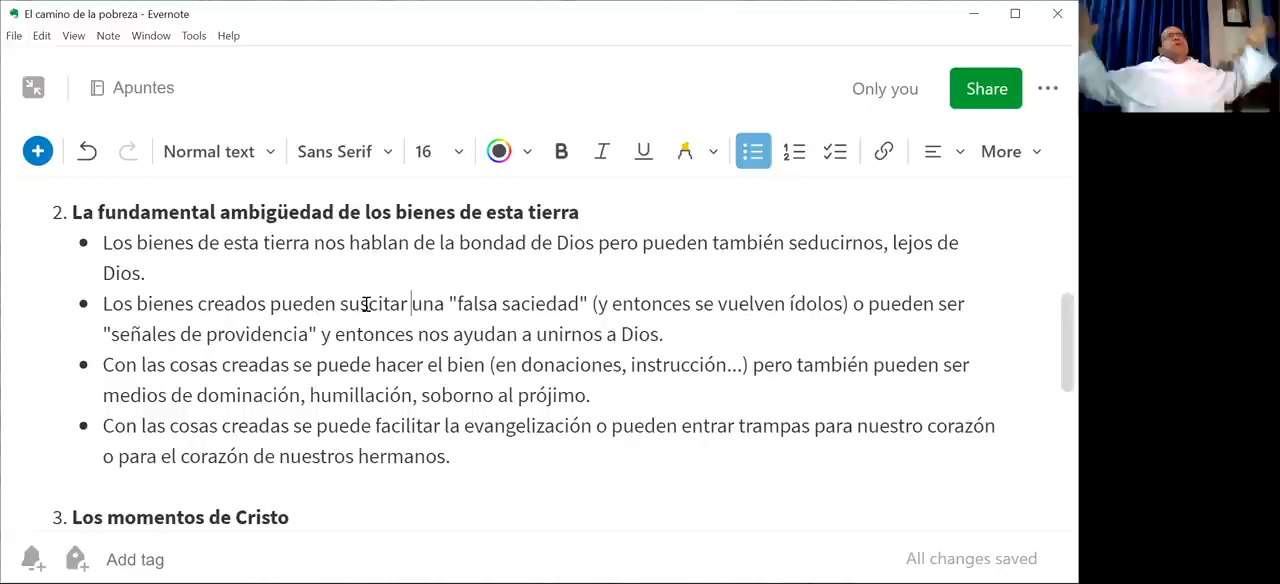 El camino de la pobreza - Evernote
File Edit View Note Window Tools Help
Apuntes Only you Share
Normal text Sans Serif 16 B I U More
2. La fundamental ambigüedad de los bienes de esta tierra
Los bienes de esta tierra nos hablan de la bondad de Dios pero pueden también seducirnos, lejos de
Dios.
Los bienes creados pueden suscitar una "falsa saciedad" (y entonces se vuelven ídolos) o pueden ser
"señales de providencia" y entonces nos ayudan a unirnos a Dios.
Con las cosas creadas se puede hacer el bien (en donaciones, instrucción...) pero también pueden ser
medios de dominación, humillación, soborno al prójimo.
Con las cosas creadas se puede facilitar la evangelización o pueden entrar trampas para nuestro corazón
o para el corazón de nuestros hermanos.
3. Los momentos de Cristo
Add tag All changes saved